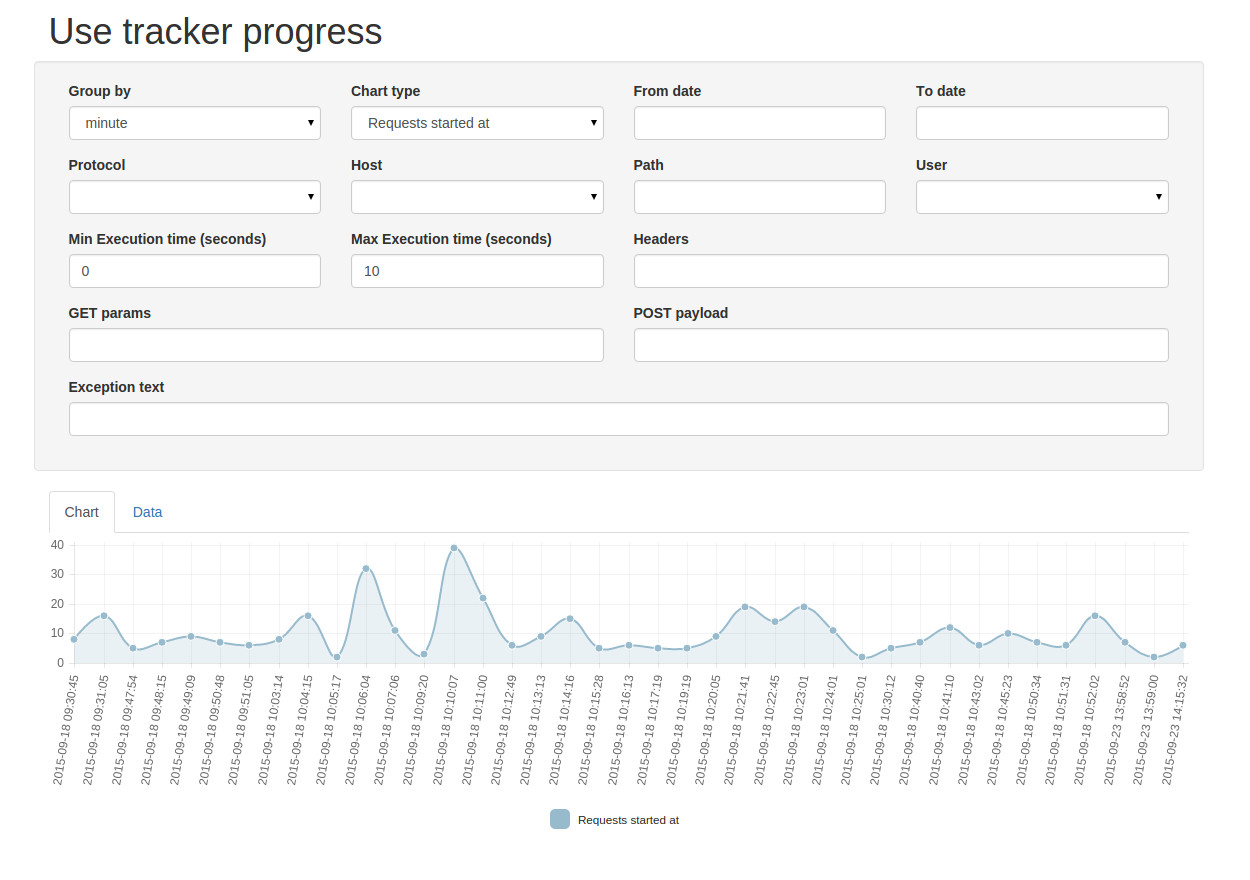 Use tracker progress
Group by
Chart type
From date
To date
minute
Requests started at
Protocol
Host
Path
User
Min Execution time (seconds)
Max Execution time (seconds)
Headers
0
10
GET params
POST payload
Exception text
Chart
Data
40
30
20
10
0
2015-09-18 09:30:45
2015-09-18 09:31:05
2015-09-18 09:47:54
2015-09-18 09:48:15
2015-09-18 09:49:09
2015-09-18 09:50:48
2015-09-18 09:51:05
2015-09-18 10:03:14
2015-09-18 10:04:15
2015-09-18 10:05:17
2015-09-18 10:06:04
2015-09-18 10:07:06
2015-09-18 10:09:20
2015-09-18 10:10:07
2015-09-18 10:11:00
2015-09-18 10:12:49
2015-09-18 10:13:13
2015-09-18 10:14:16
2015-09-18 10:15:28
2015-09-18 10:16:13
2015-09-18 10:17:19
2015-09-18 10:19:19
2015-09-18 10:20:05
2015-09-18 10:21:41
2015-09-18 10:22:45
2015-09-18 10:23:01
2015-09-18 10:24:01
2015-09-18 10:25:01
2015-09-18 10:30:12
2015-09-18 10:40:40
2015-09-18 10:41:10
2015-09-18 10:43:02
2015-09-18 10:45:23
2015-09-18 10:50:34
2015-09-18 10:51:31
2015-09-18 10:52:02
2015-09-23 13:58:52
2015-09-23 13:59:00
2015-09-23 14:15:32
Requests started at